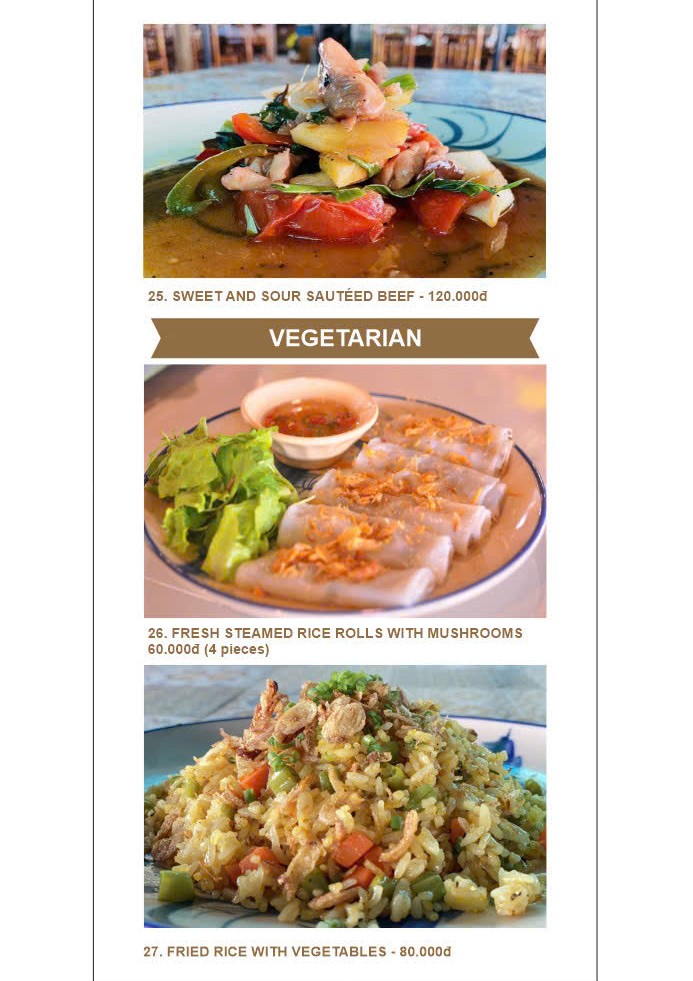 25. SWEET AND SOUR SAUTÉED BEEF - 120.000đ
VEGETARIAN
26. FRESH STEAMED RICE ROLLS WITH MUSHROOMS
60.000đ (4 pieces)
27. FRIED RICE WITH VEGETABLES - 80.000đ